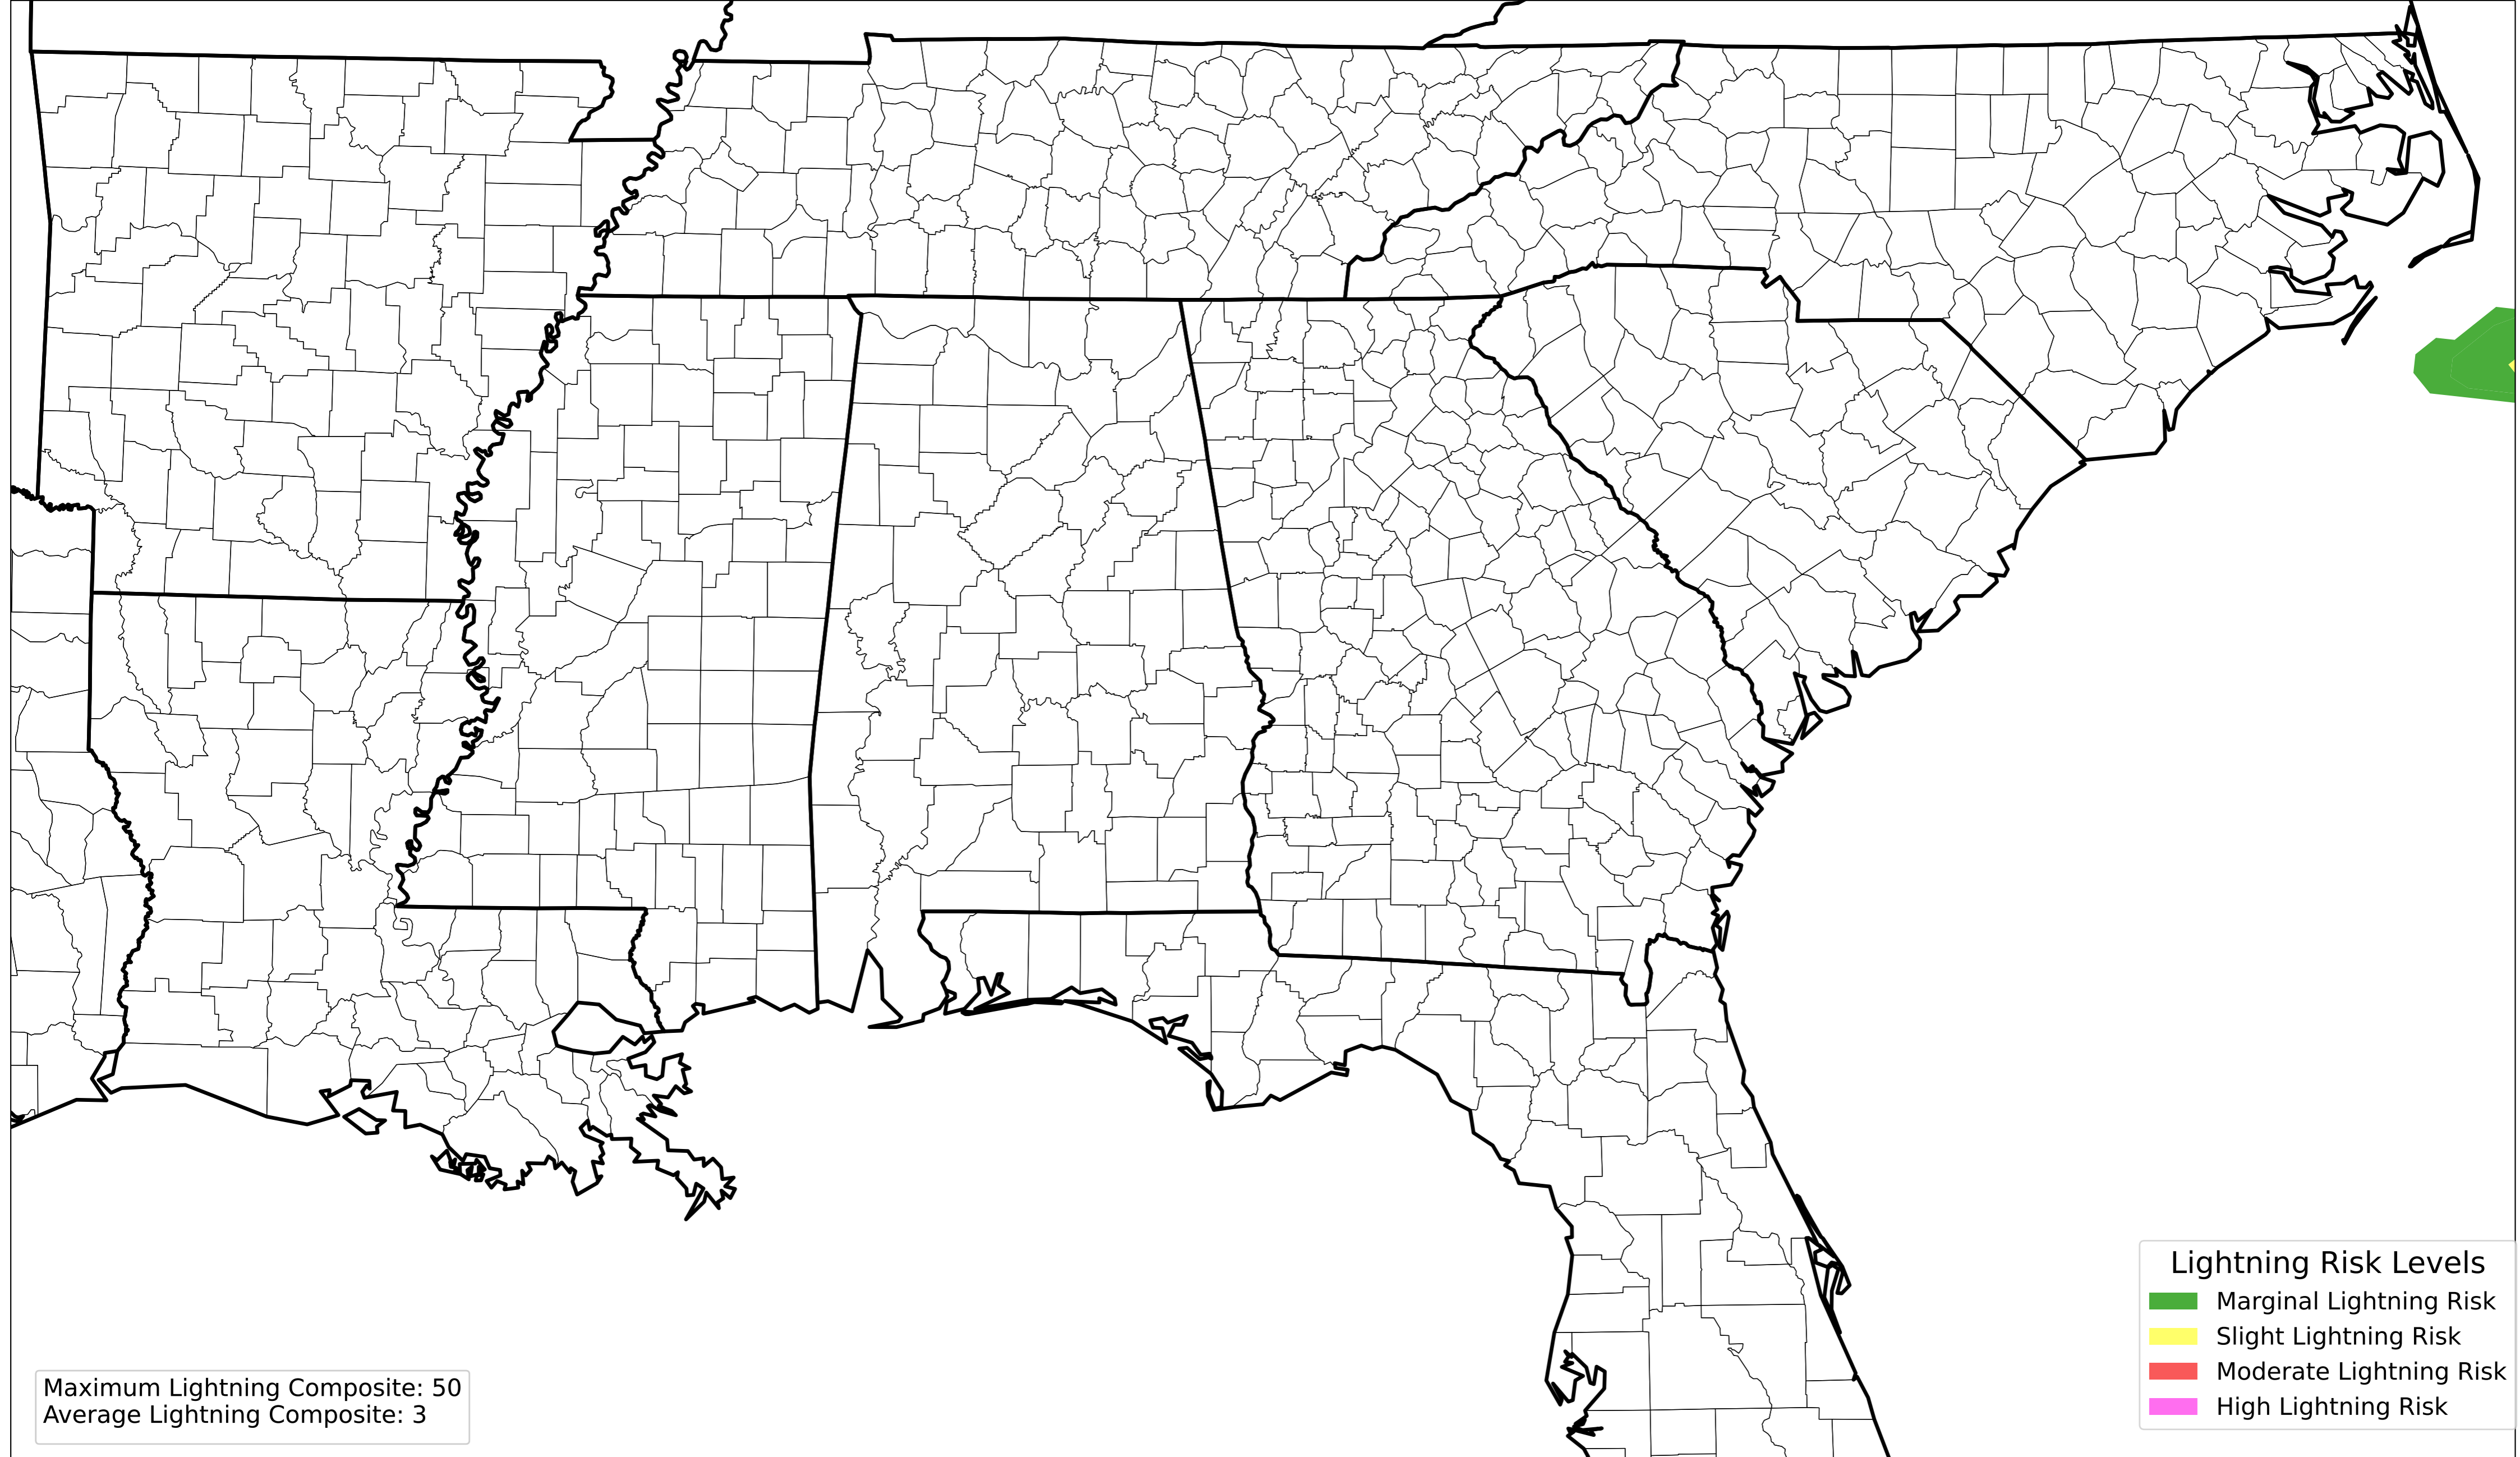 Lightning Risk Levels
Marginal Lightning Risk
Slight Lightning Risk
Moderate Lightning Risk
High Lightning Risk
Maximum Lightning Composite: 50
Average Lightning Composite: 3